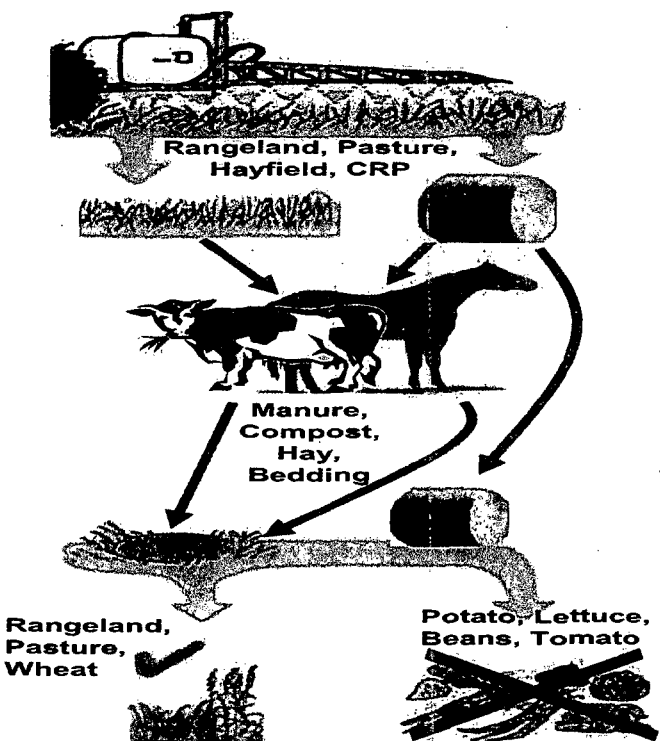 Rangeland, Pasture,
Hayfield, CRP
Manure,
Compost,
Hay,
Bedding
Rangeland,
Pasture,
Wheat
Potato, Lettuce,
Beans, Tomato